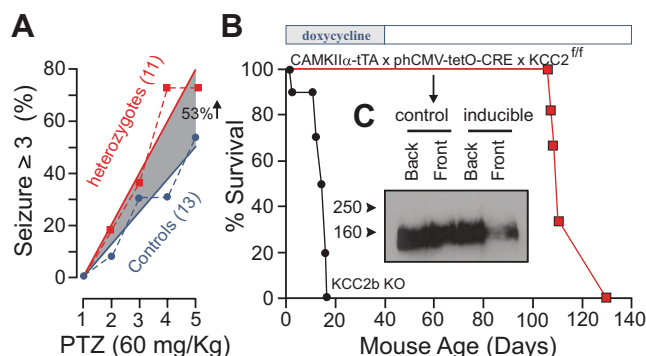 A
Seizure ≥ 3 (%)
80
60
40
20
0
heterozygotes (11)
53%
Controls (13)
1 2 3 4 5
PTZ (60 mg/Kg)
B
doxycycline
CAMKIIα-tTA x phCMV-tetO-CRE x KCC2 f/f
% Survival
100
80
60
40
20
0
C
control inducible
Back Front Back Front
250
160
KCC2b KO
0 20 40 60 80 100 120 140
Mouse Age (Days)